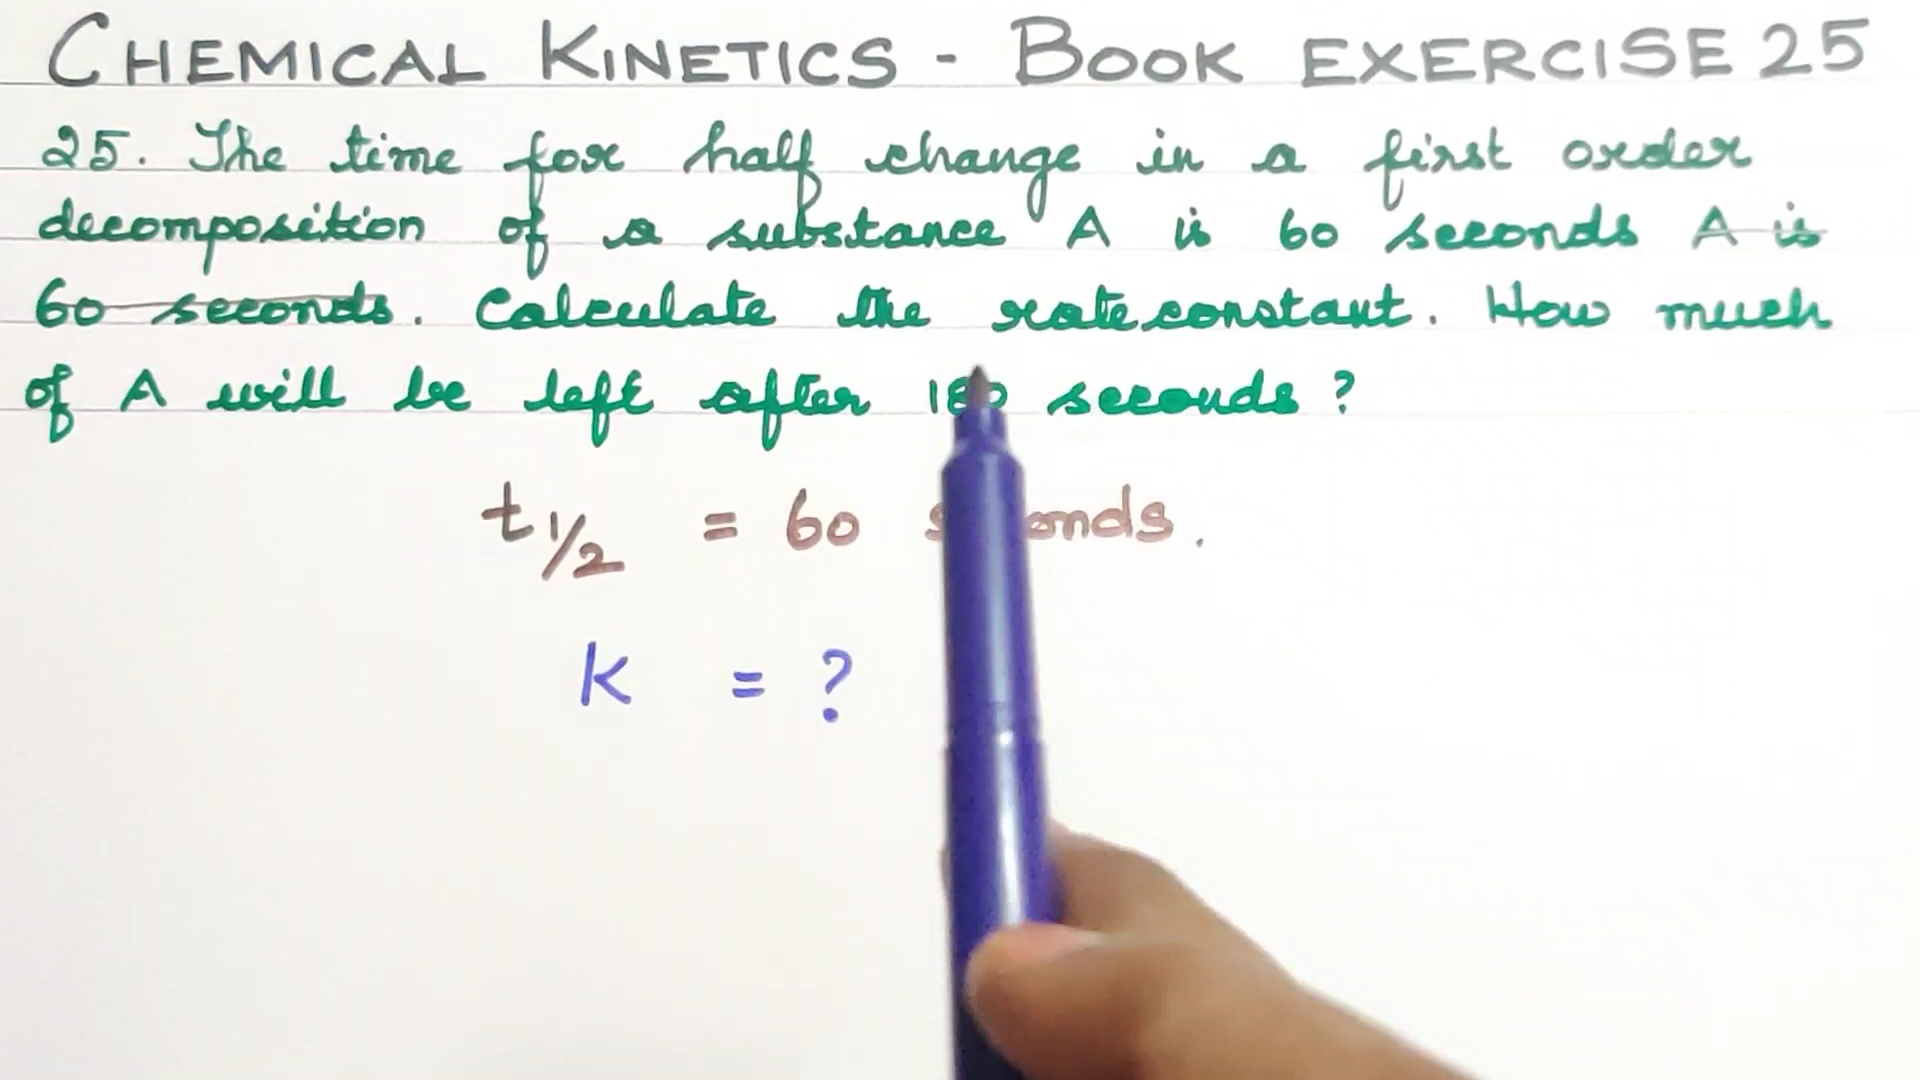 CHEMICAL KINETICS - BOOK EXERCISE 25
25. The time for half change in a first order
decomposition of a substance A is 60 seconds A is
60 seconds. Calculate the rate constant. How much
of A will be left after 180 seconds?
t1/2 = 60 seconds.
K = ?